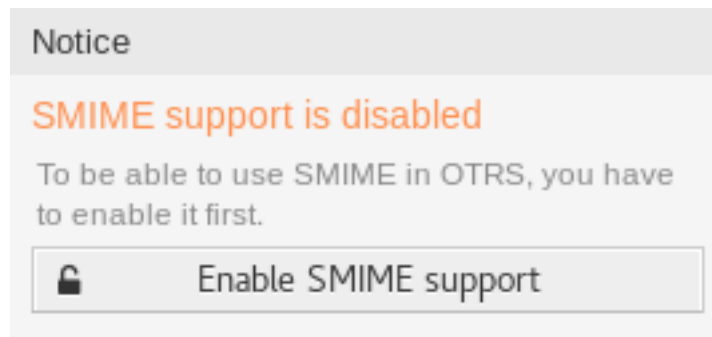 Notice
SMIME support is disabled
To be able to use SMIME in OTRS, you have
to enable it first.
Enable SMIME support